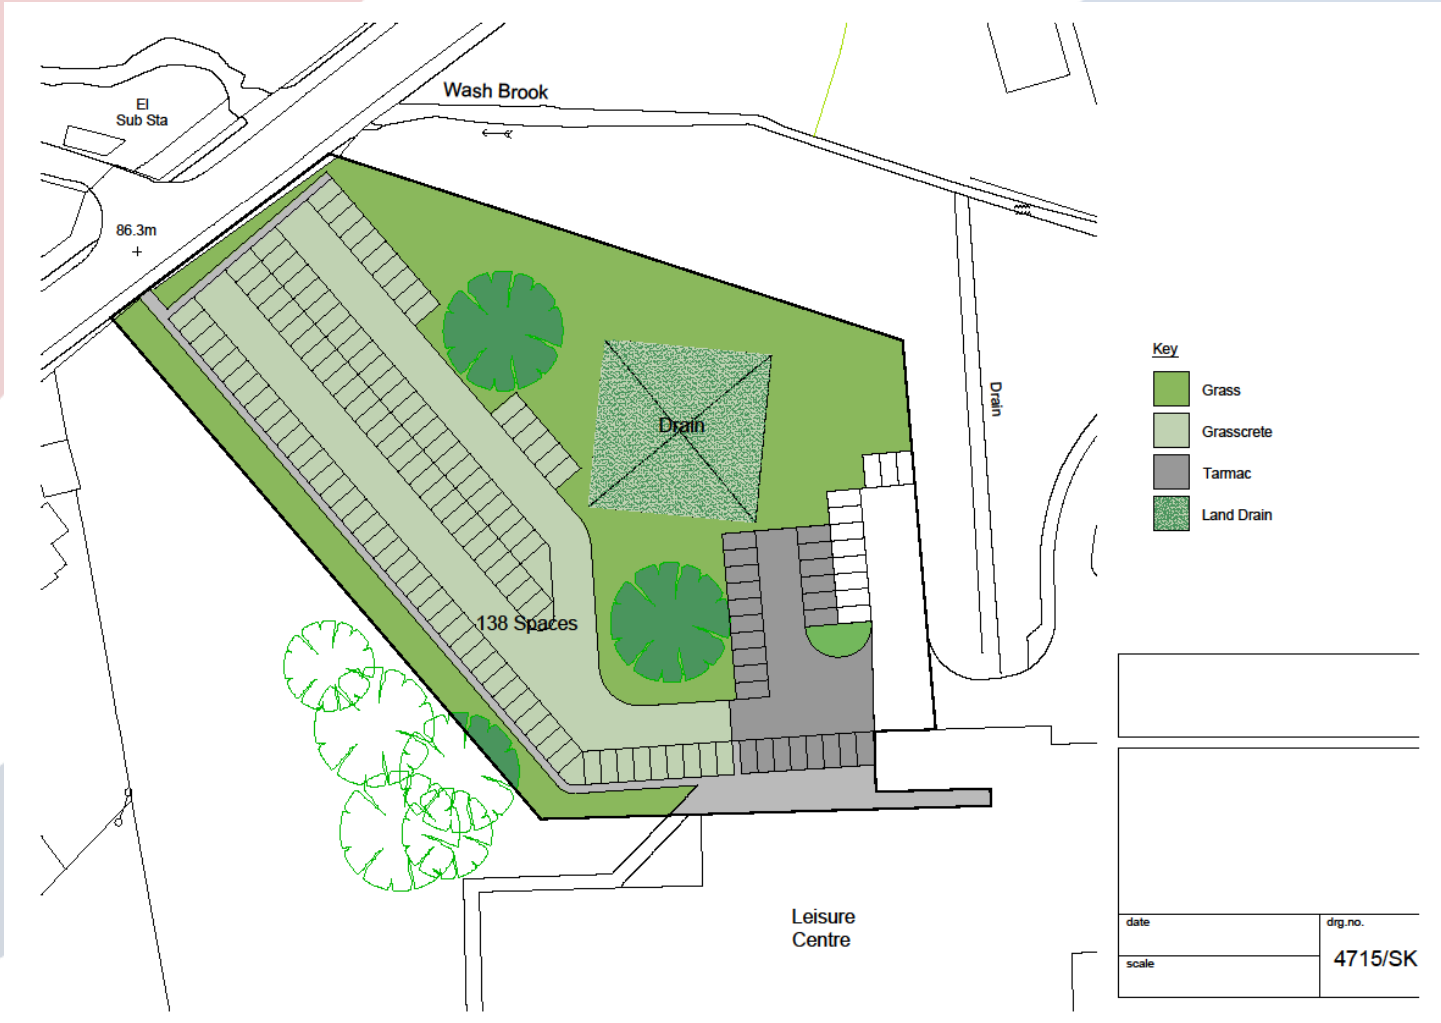 Wash Brook
El
Sub Sta
86.3m
Drain
Drain
138 Spaces
Leisure
Centre
Key
Grass
Grasscrete
Tarmac
Land Drain
date
drg.no.
4715/SK
scale